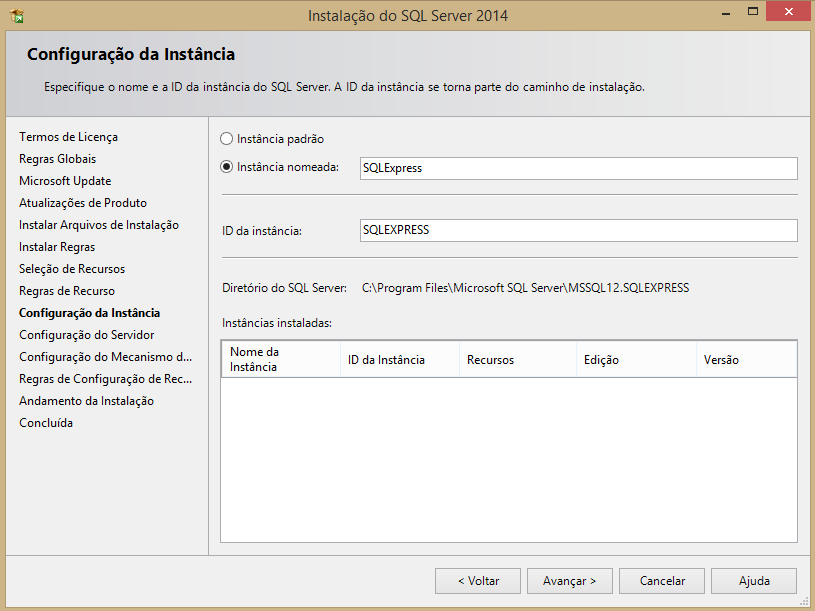 Instalação do SQL Server 2014
Configuração da Instância
Especifique o nome e a ID da instância do SQL Server. A ID da instância se torna parte do caminho de instalação.
Termos de Licença
Regras Globais
Microsoft Update
Atualizações de Produto
Instalar Arquivos de Instalação
Instalar Regras
Seleção de Recursos
Regras de Recurso
Configuração da Instância
Configuração do Servidor
Configuração do Mecanismo d...
Regras de Configuração de Rec...
Andamento da Instalação
Concluída
Instância padrão
Instância nomeada: SQLExpress
ID da instância: SQLEXPRESS
Diretório do SQL Server: C:\Program Files\Microsoft SQL Server\MSSQL12.SQLEXPRESS
Instâncias instaladas:
Nome da
Instância
ID da Instância
Recursos
Edição
Versão
< Voltar
Avançar >
Cancelar
Ajuda